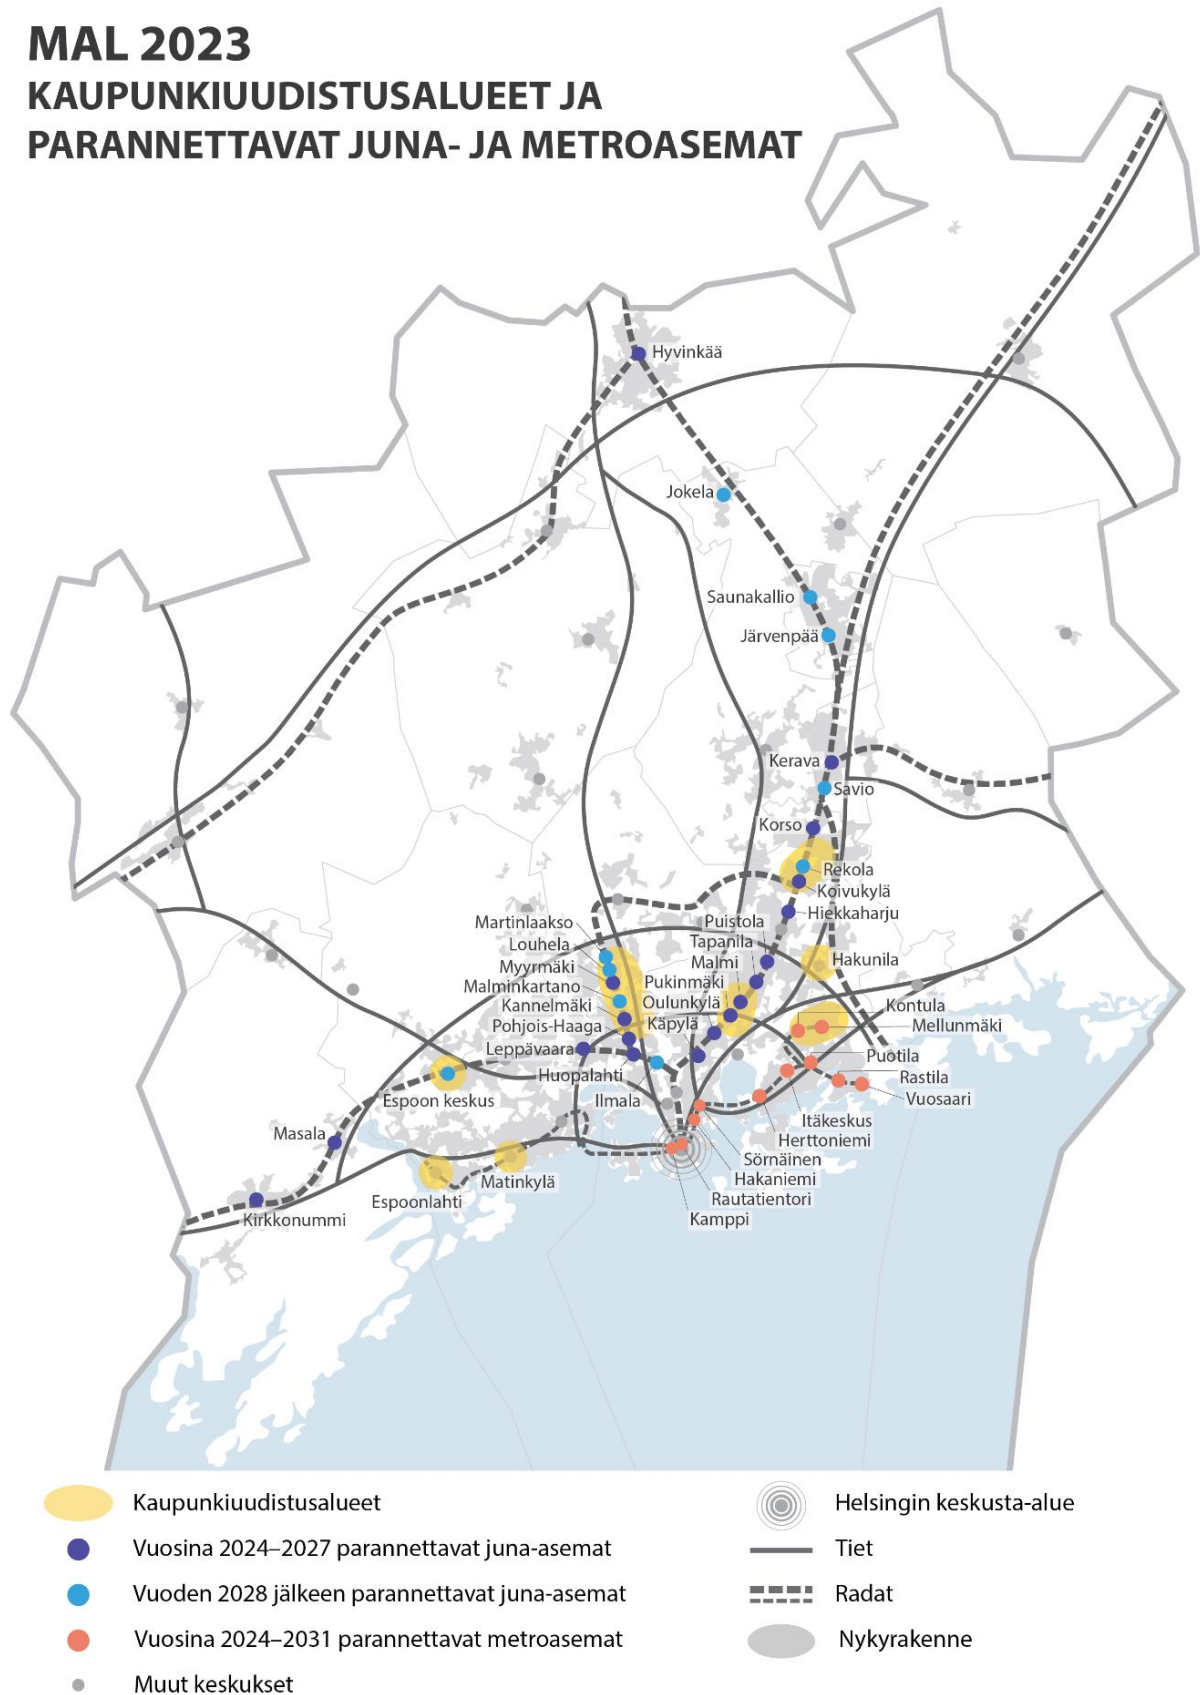 MAL 2023
KAUPUNKIUUDISTUSALUEET JA
PARANNETTAVAT JUNA- JA METROASEMAT
Hyvinkää
Jokela
Saunakallio
Järvenpää
Kerava
Savio
Korso
Rekola
Koivukylä
Hiekkaharju
Puistola
Tapanila
Malmi
Pukinmäki
Oulunkylä
Käpylä
Hakunila
Martinlaakso
Louhela
Myyrmäki
Malminkartano
Kannelmäki
Pohjois-Haaga
Leppävaara
Huopalahti
Ilmala
Kontula
Mellunmäki
Puotila
Rastila
Vuosaari
Itäkeskus
Herttoniemi
Sörnäinen
Hakaniemi
Rautatientori
Kamppi
Espoon keskus
Masala
Matinkylä
Espoonlahti
Kirkkonummi
Kaupunkiuudistusalueet
Vuosina 2024–2027 parannettavat juna-asemat
Vuoden 2028 jälkeen parannettavat juna-asemat
Vuosina 2024–2031 parannettavat metroasemat
Muut keskukset
Helsingin keskusta-alue
Tiet
Radat
Nykyrakenne